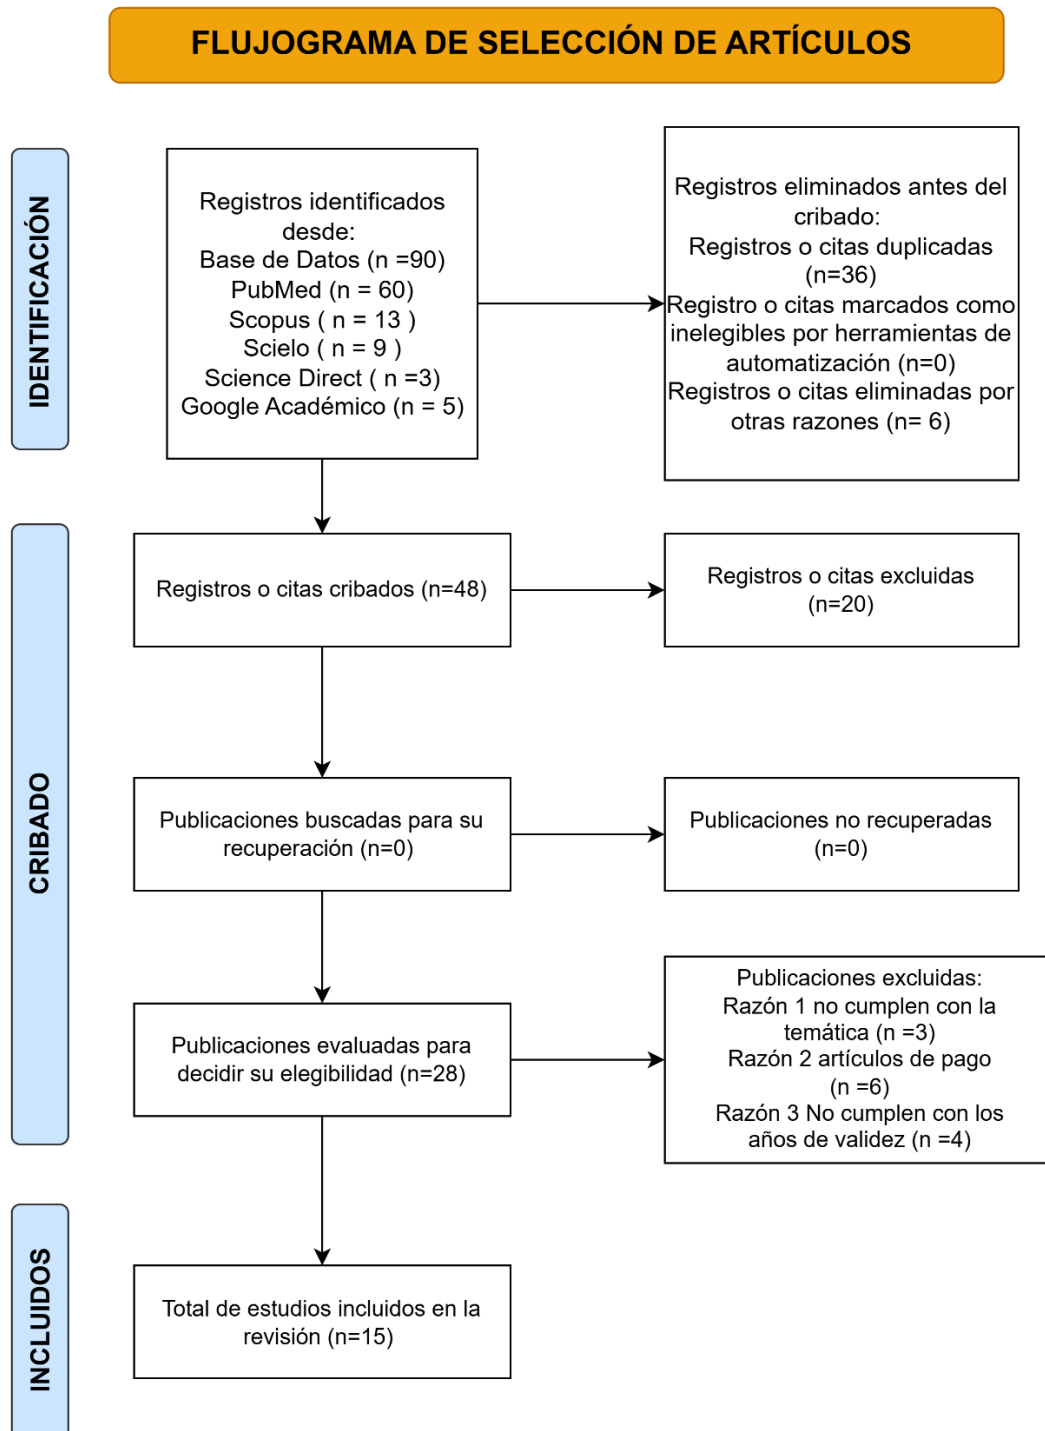 FLUJOGRAMA DE SELECCIÓN DE ARTÍCULOS
IDENTIFICACIÓN
Registros identificados
desde:
Base de Datos (n =90)
PubMed (n = 60)
Scopus ( n = 13 )
Scielo ( n = 9 )
Science Direct ( n =3)
Google Académico (n = 5)
Registros eliminados antes del
cribado:
Registros o citas duplicadas
(n=36)
Registro o citas marcados como
inelegibles por herramientas de
automatización (n=0)
Registros o citas eliminadas por
otras razones (n= 6)
CRIBADO
Registros o citas cribados (n=48)
Registros o citas excluidas
(n=20)
Publicaciones buscadas para su
recuperación (n=0)
Publicaciones no recuperadas
(n=0)
Publicaciones evaluadas para
decidir su elegibilidad (n=28)
Publicaciones excluidas:
Razón 1 no cumplen con la
temática (n =3)
Razón 2 artículos de pago
(n =6)
Razón 3 No cumplen con los
años de validez (n =4)
INCLUIDOS
Total de estudios incluidos en la
revisión (n=15)